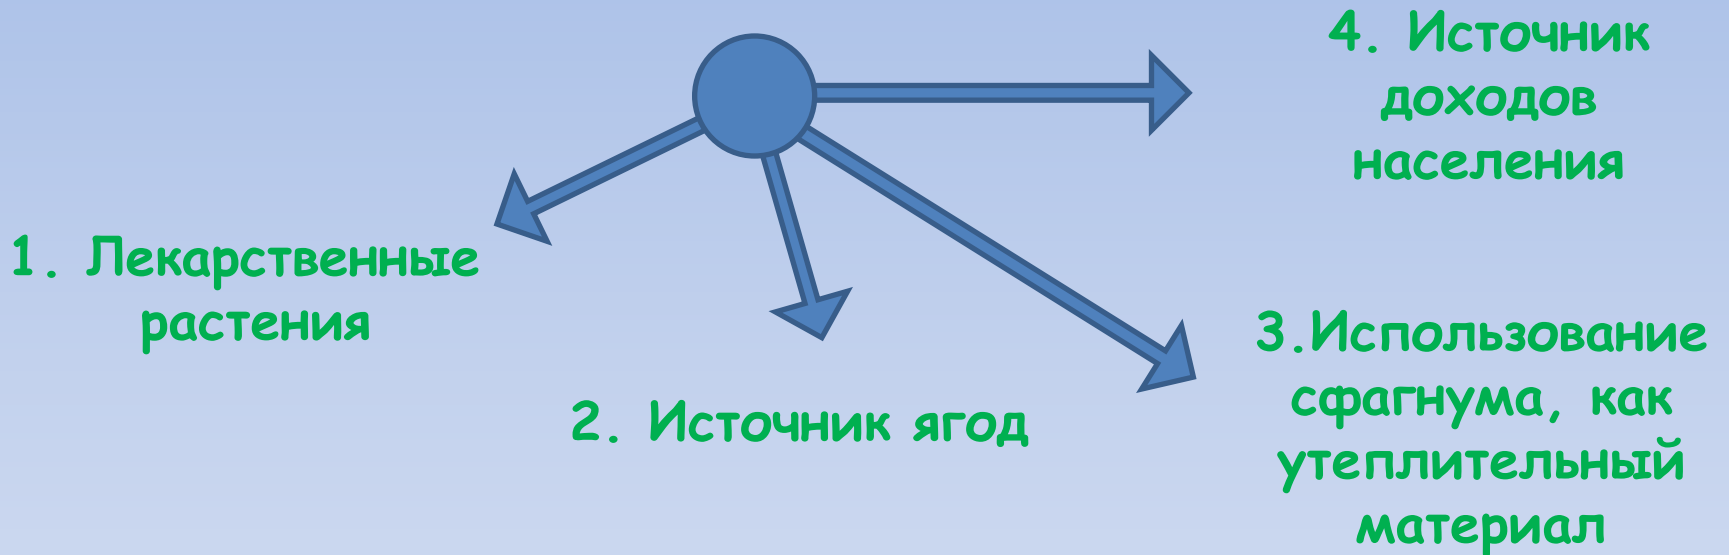 1. Лекарственные
растения
2. Источник ягод
3.Использование
сфагнума, как
утеплительный
материал
4. Источник
доходов
населения